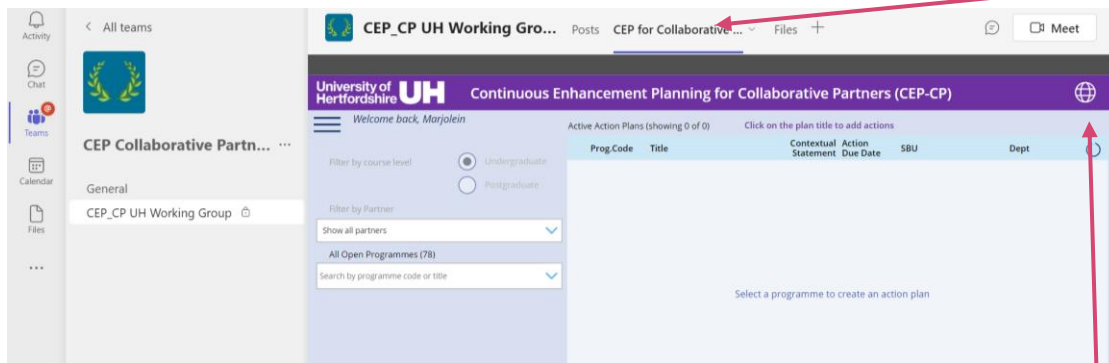 Activity
Chat
Teams
Calendar
Files
...
< All teams
CEP Collaborative Partn... ...
General
CEP_CP UH Working Group
CEP_CP UH Working Gro... Posts CEP for Collaborative ... Files +
Meet
University of
Hertfordshire UH
Continuous Enhancement Planning for Collaborative Partners (CEP-CP)
Welcome back, Marjolein
Filter by course level
Undergraduate
Postgraduate
Filter by Partner
Show all partners
All Open Programmes (78)
Search by programme code or title
Active Action Plans (showing 0 of 0) Click on the plan title to add actions
Prog.Code Title Contextual Statement Action Due Date SBU Dept
Select a programme to create an action plan